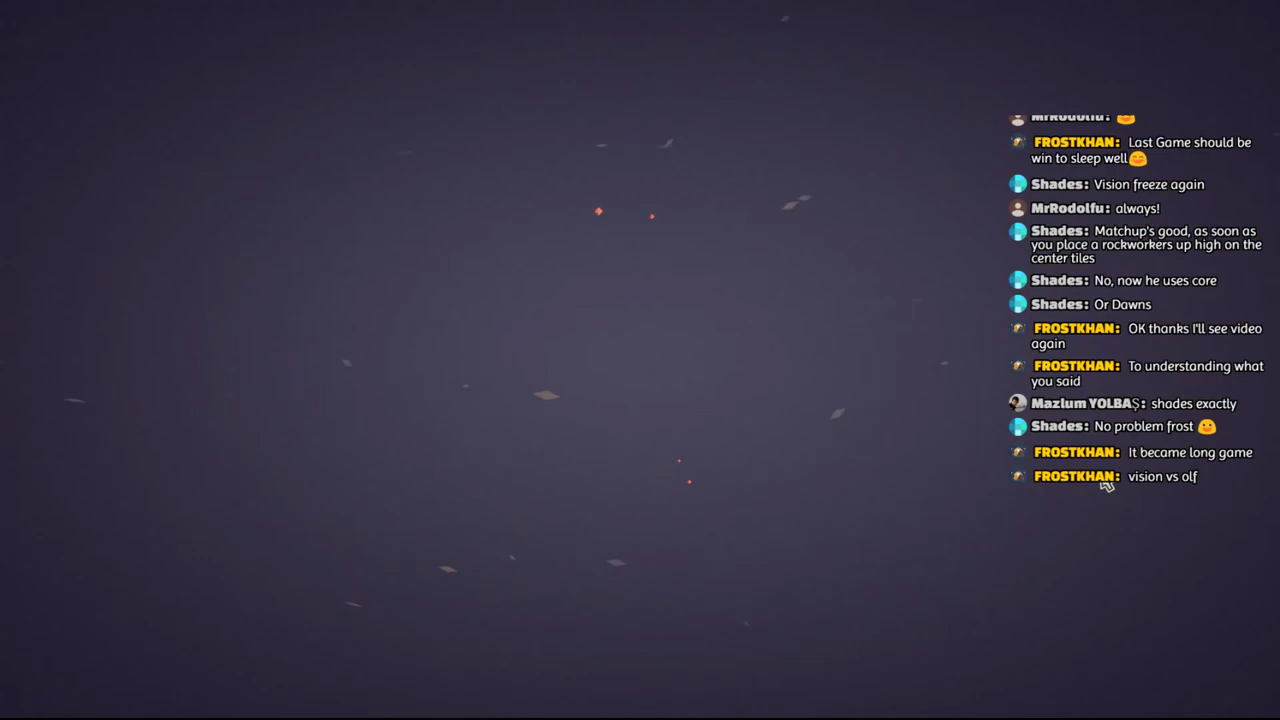 MrRodolfu:
FROSTKHAN: Last Game should be
win to sleep well
Shades: Vision freeze again
MrRodolfu: always!
Shades: Matchup's good, as soon as
you place a rockworkers up high on the
center tiles
Shades: No, now he uses core
Shades: Or Dawns
FROSTKHAN: OK thanks I'll see video
again
FROSTKHAN: To understanding what
you said
Mazlum YOLBAŞ: shades exactly
Shades: No problem frost
FROSTKHAN: It became long game
FROSTKHAN: vision vs olf